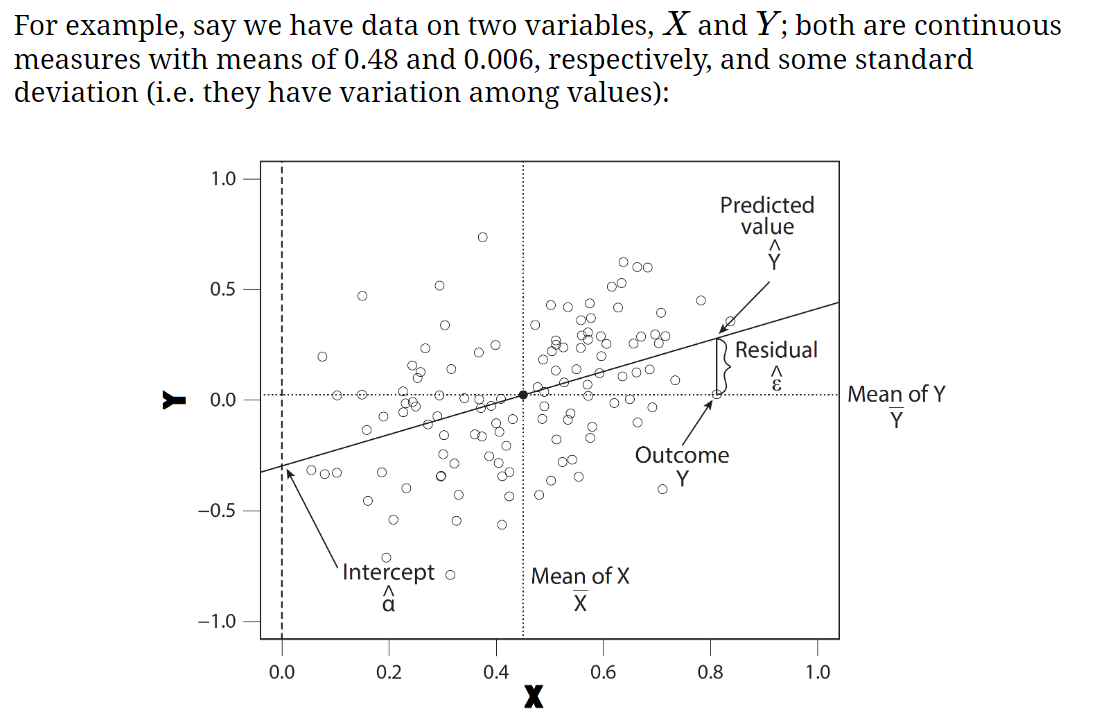 For example, say we have data on two variables, X and Y; both are continuous
measures with means of 0.48 and 0.006, respectively, and some standard
deviation (i.e. they have variation among values):
1.0
Predicted
value
^
Y
0.5
Residual
^
ε
Y
0.0
Mean of Y
Y
Outcome
Y
−0.5
Intercept
^
α
Mean of X
X
−1.0
0.0 0.2 0.4 0.6 0.8 1.0
X